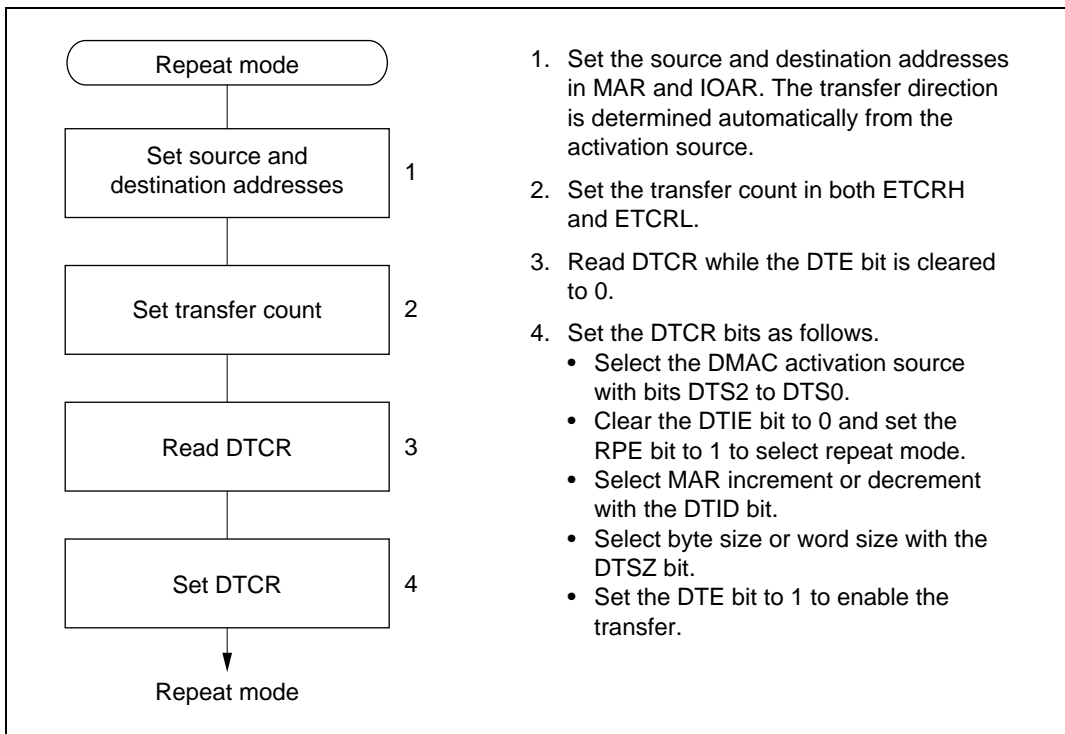 Repeat mode
Set source and
destination addresses
1
Set transfer count
2
Read DTCR
3
Set DTCR
4
Repeat mode
1. Set the source and destination addresses
in MAR and IOAR. The transfer direction
is determined automatically from the
activation source.
2. Set the transfer count in both ETCRH
and ETCRL.
3. Read DTCR while the DTE bit is cleared
to 0.
4. Set the DTCR bits as follows.
• Select the DMAC activation source
with bits DTS2 to DTS0.
• Clear the DTIE bit to 0 and set the
RPE bit to 1 to select repeat mode.
• Select MAR increment or decrement
with the DTID bit.
• Select byte size or word size with the
DTSZ bit.
• Set the DTE bit to 1 to enable the
transfer.